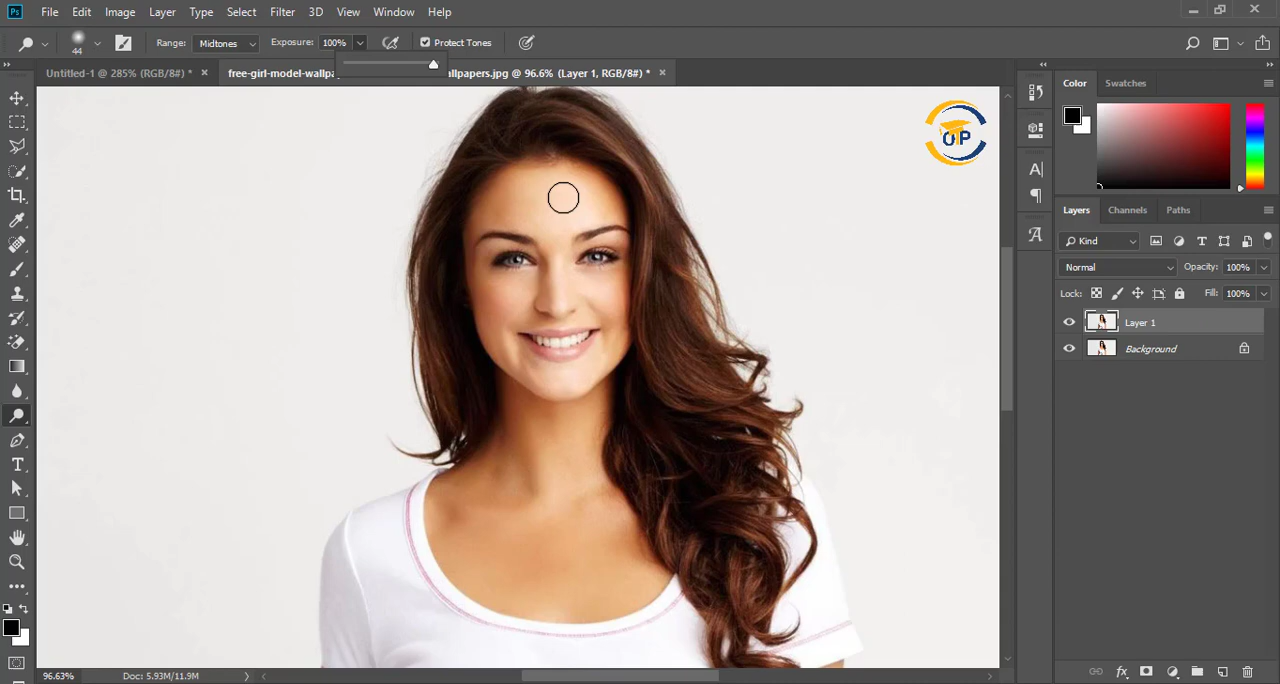 Ps File Edit Image Layer Type Select Filter 3D View Window Help
44 Range: Midtones Exposure: 100% Protect Tones
Untitled-1 @ 285% (RGB/8#) * × free-girl-model-wallpa llpapers.jpg @ 96.6% (Layer 1, RGB/8#) * ×
OTP
Color Swatches
Layers Channels Paths
Kind
Normal Opacity: 100%
Lock: Fill: 100%
Layer 1
Background
96.63% Doc: 5.93M/11.9M